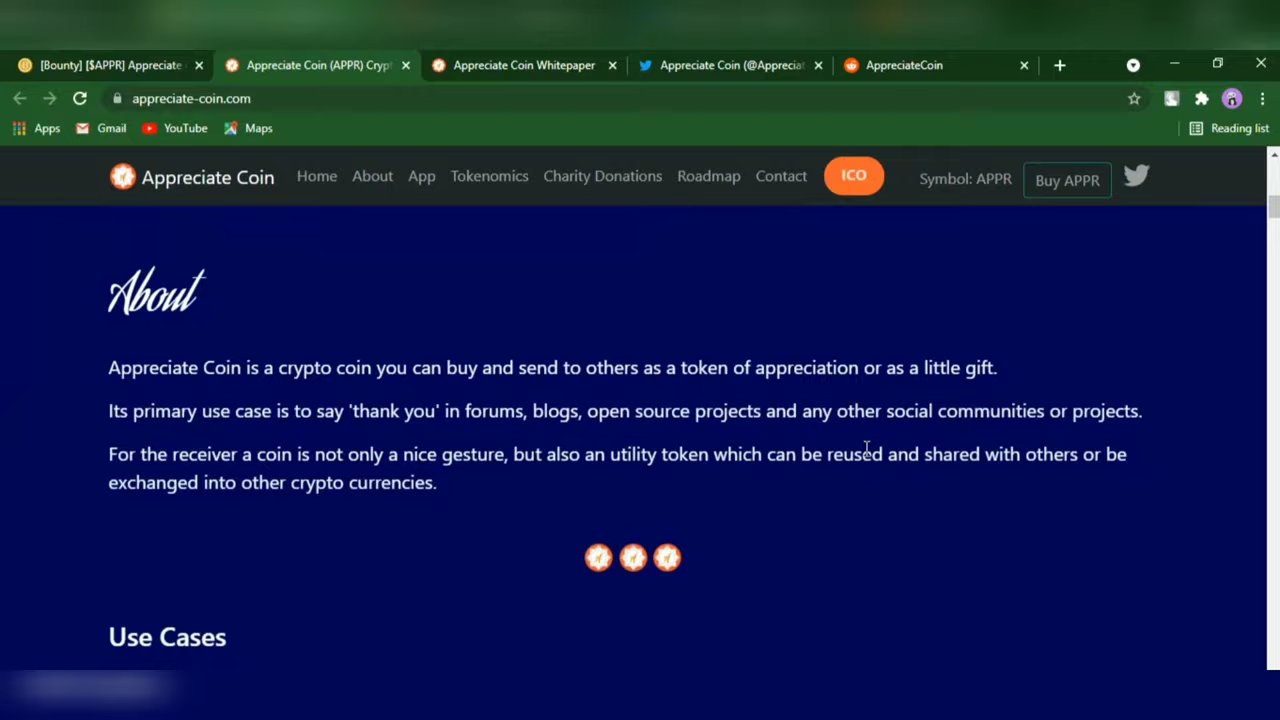 [Bounty] [$APPR] Appreciate
Appreciate Coin (APPR) Cryp
Appreciate Coin Whitepaper
Appreciate Coin (@Appreciat
AppreciateCoin
appreciate-coin.com
Apps
Gmail
YouTube
Maps
Reading list
Appreciate Coin
Home
About
App
Tokenomics
Charity Donations
Roadmap
Contact
ICO
Symbol: APPR
Buy APPR
About
Appreciate Coin is a crypto coin you can buy and send to others as a token of appreciation or as a little gift.
Its primary use case is to say 'thank you' in forums, blogs, open source projects and any other social communities or projects.
For the receiver a coin is not only a nice gesture, but also an utility token which can be reused and shared with others or be
exchanged into other crypto currencies.
Use Cases